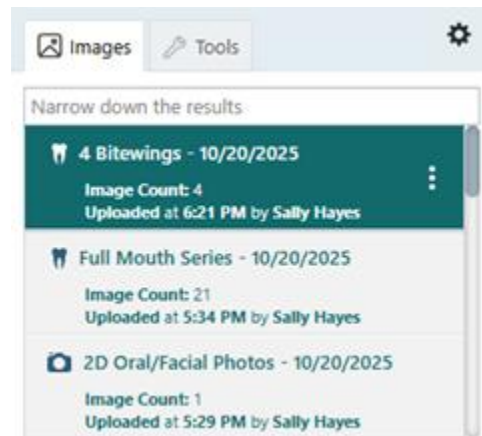 Images Tools
Narrow down the results
4 Bitewings - 10/20/2025
Image Count: 4
Uploaded at 6:21 PM by Sally Hayes
Full Mouth Series - 10/20/2025
Image Count: 21
Uploaded at 5:34 PM by Sally Hayes
2D Oral/Facial Photos - 10/20/2025
Image Count: 1
Uploaded at 5:29 PM by Sally Hayes